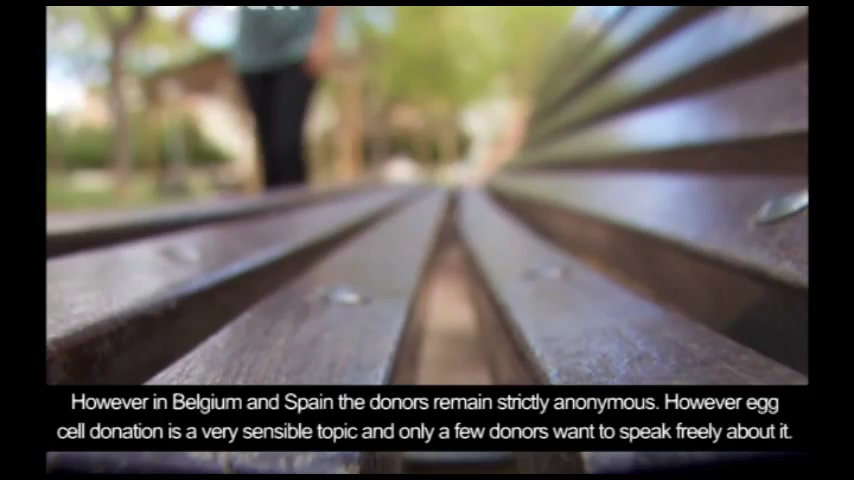 However in Belgium and Spain the donors remain strictly anonymous. However egg
cell donation is a very sensible topic and only a few donors want to speak freely about it.